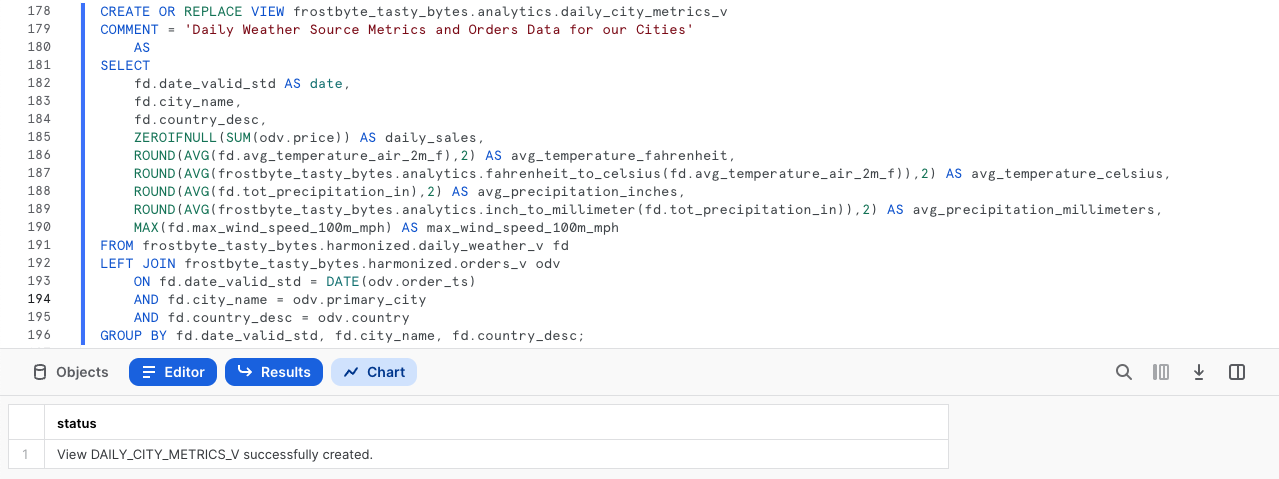 178 CREATE OR REPLACE VIEW frostbyte_tasty_bytes.analytics.daily_city_metrics_v
179 COMMENT = 'Daily Weather Source Metrics and Orders Data for our Cities'
180     AS
181 SELECT
182     fd.date_valid_std AS date,
183     fd.city_name,
184     fd.country_desc,
185     ZEROIFNULL(SUM(odv.price)) AS daily_sales,
186     ROUND(AVG(fd.avg_temperature_air_2m_f),2) AS avg_temperature_fahrenheit,
187     ROUND(AVG(frostbyte_tasty_bytes.analytics.fahrenheit_to_celsius(fd.avg_temperature_air_2m_f)),2) AS avg_temperature_celsius,
188     ROUND(AVG(fd.tot_precipitation_in),2) AS avg_precipitation_inches,
189     ROUND(AVG(frostbyte_tasty_bytes.analytics.inch_to_millimeter(fd.tot_precipitation_in)),2) AS avg_precipitation_millimeters,
190     MAX(fd.max_wind_speed_100m_mph) AS max_wind_speed_100m_mph
191 FROM frostbyte_tasty_bytes.harmonized.daily_weather_v fd
192 LEFT JOIN frostbyte_tasty_bytes.harmonized.orders_v odv
193     ON fd.date_valid_std = DATE(odv.order_ts)
194     AND fd.city_name = odv.primary_city
195     AND fd.country_desc = odv.country
196 GROUP BY fd.date_valid_std, fd.city_name, fd.country_desc;
Objects Editor Results Chart
status
1 View DAILY_CITY_METRICS_V successfully created.